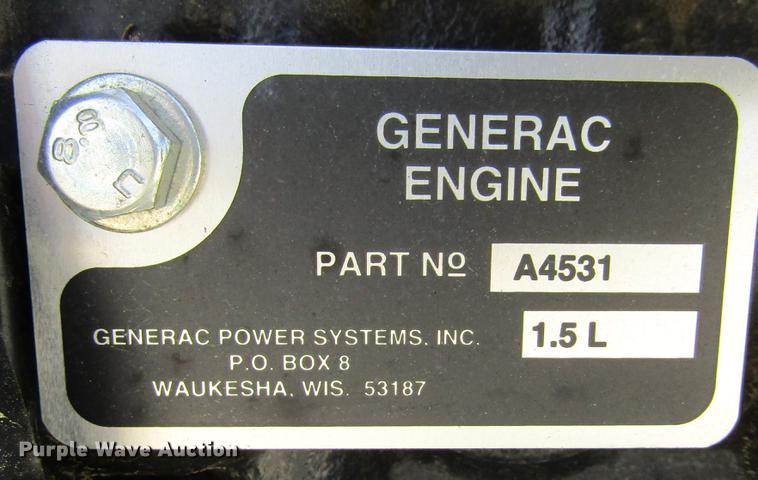 8.8
GENERAC
ENGINE
PART Nº A4531
1.5 L
GENERAC POWER SYSTEMS, INC.
P.O. BOX 8
WAUKESHA, WIS. 53187
Purple Wave Auction